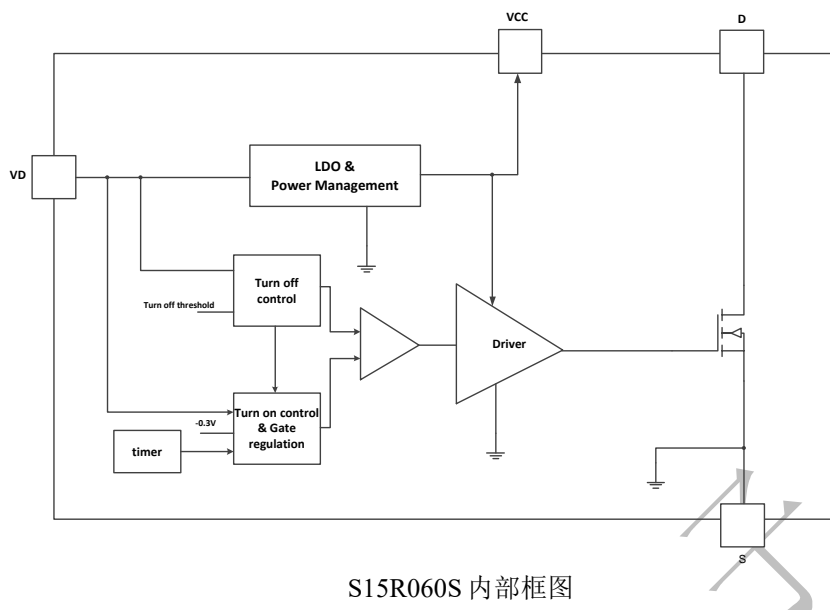 VCC
D
VD
LDO &
Power Management
Turn off
control
Turn off threshold
Driver
Turn on control
& Gate
regulation
-0.3V
timer
S
S15R060S 内部框图